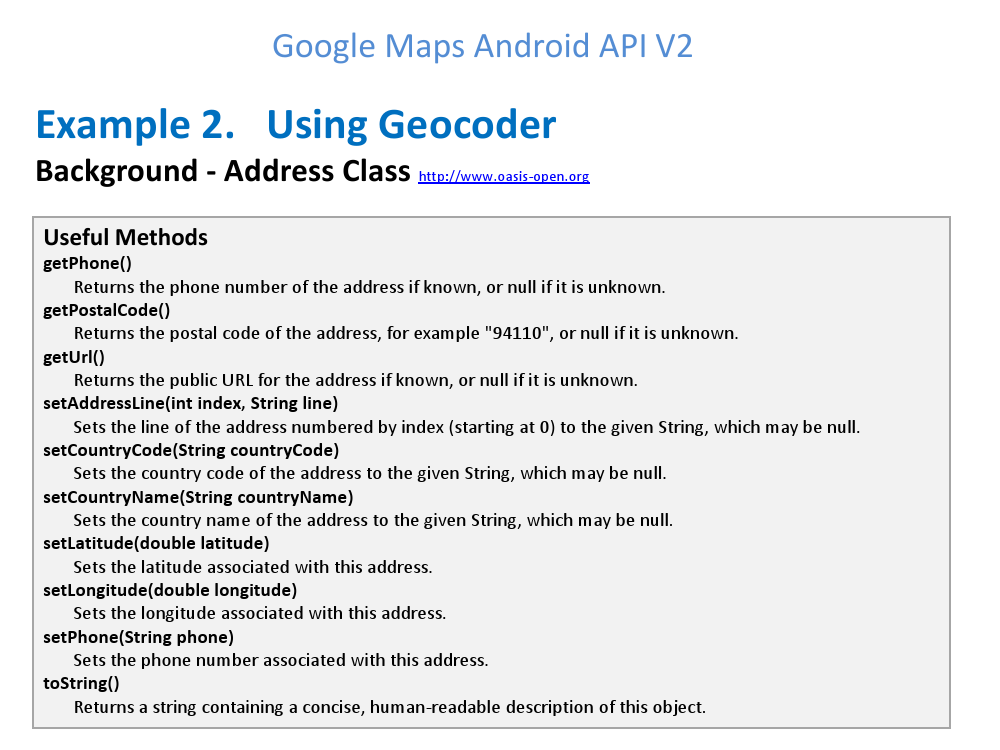 Google Maps Android API V2
Example 2. Using Geocoder
Background - Address Class http://www.oasis-open.org
Useful Methods
getPhone()
Returns the phone number of the address if known, or null if it is unknown.
getPostalCode()
Returns the postal code of the address, for example "94110", or null if it is unknown.
getUrl()
Returns the public URL for the address if known, or null if it is unknown.
setAddressLine(int index, String line)
Sets the line of the address numbered by index (starting at 0) to the given String, which may be null.
setCountryCode(String countryCode)
Sets the country code of the address to the given String, which may be null.
setCountryName(String countryName)
Sets the country name of the address to the given String, which may be null.
setLatitude(double latitude)
Sets the latitude associated with this address.
setLongitude(double longitude)
Sets the longitude associated with this address.
setPhone(String phone)
Sets the phone number associated with this address.
toString()
Returns a string containing a concise, human-readable description of this object.